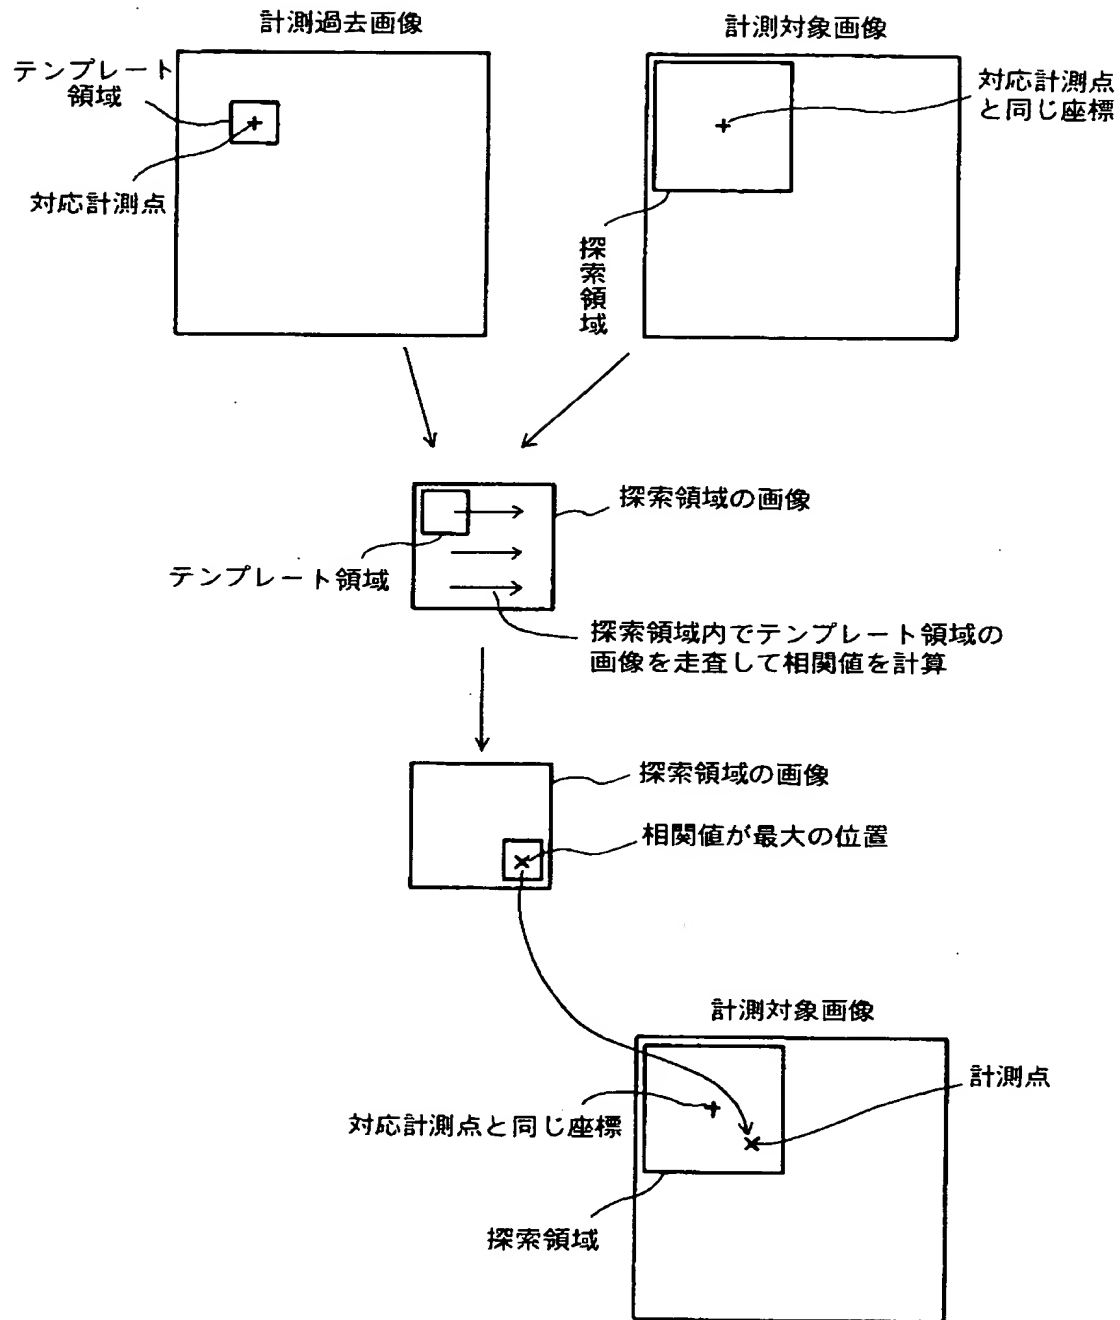 計測過去画像
計測対象画像
テンプレート
領域
対応計測点
と同じ座標
対応計測点
探索領域
探索領域の画像
テンプレート領域
探索領域内でテンプレート領域の
画像を走査して相関値を計算
探索領域の画像
相関値が最大の位置
計測対象画像
計測点
対応計測点と同じ座標
探索領域